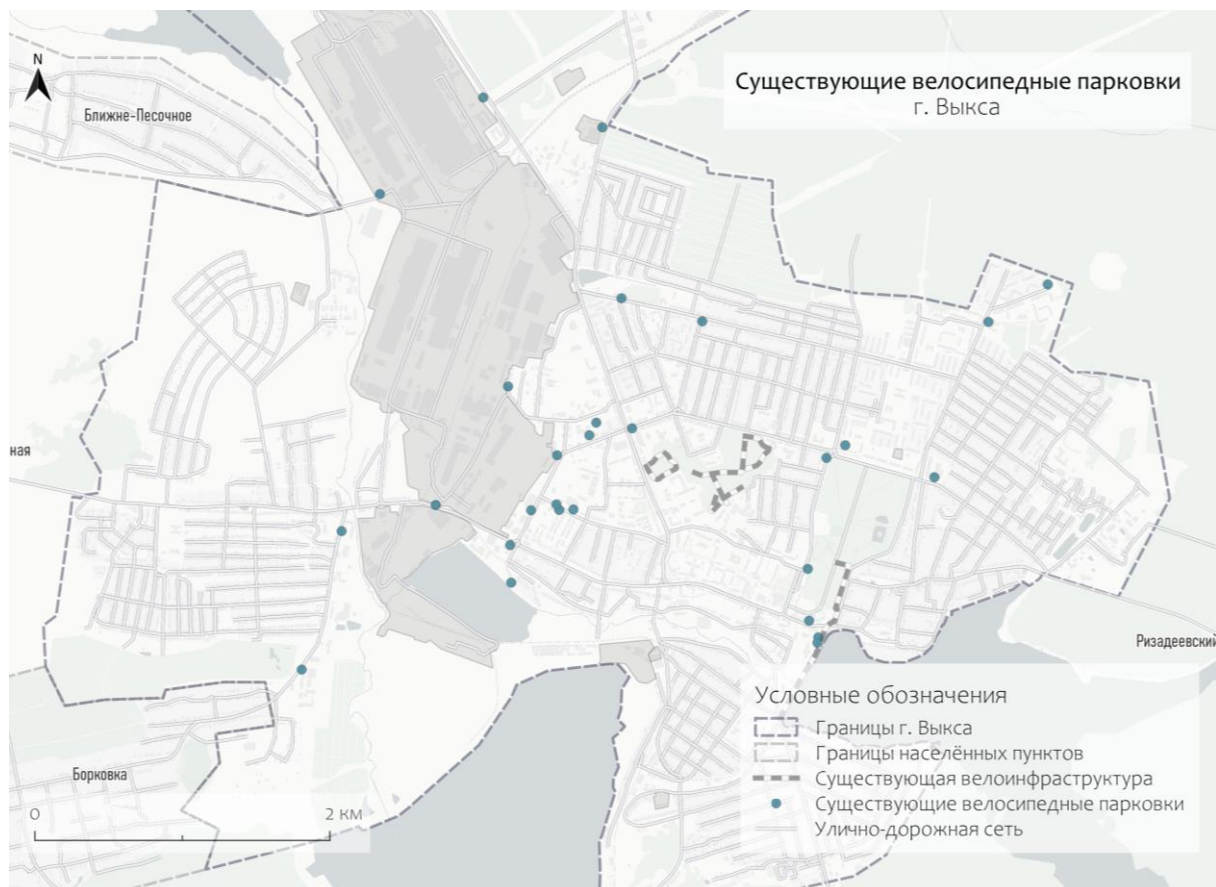 N
Ближне-Песочное
Существующие велосипедные парковки
г. Выкса
ная
Ризадеевский
Борковка
0
2 км
Условные обозначения
Границы г. Выкса
Границы населённых пунктов
Существующая велоинфраструктура
Существующие велосипедные парковки
Улично-дорожная сеть